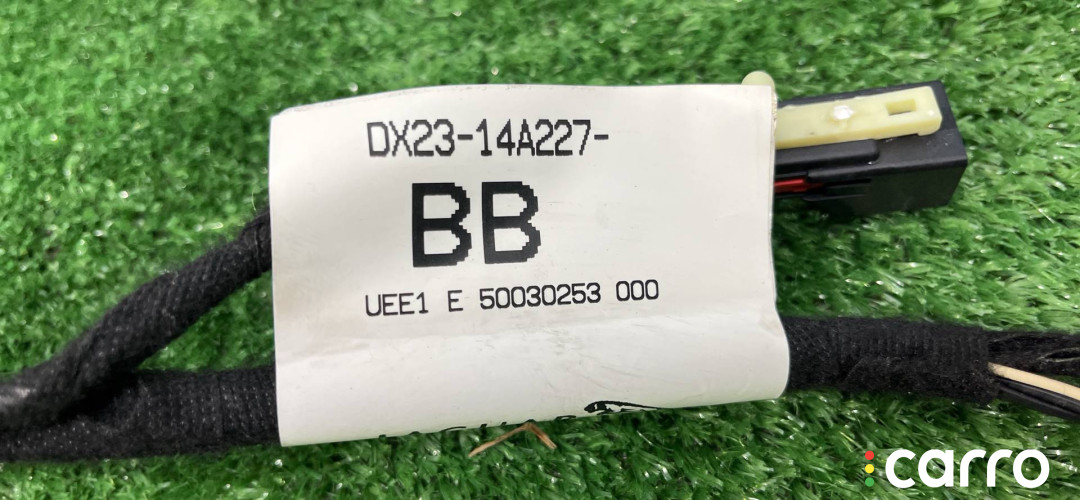 DX23-14A227-
BB
UEE1 E 50030253 000
carro